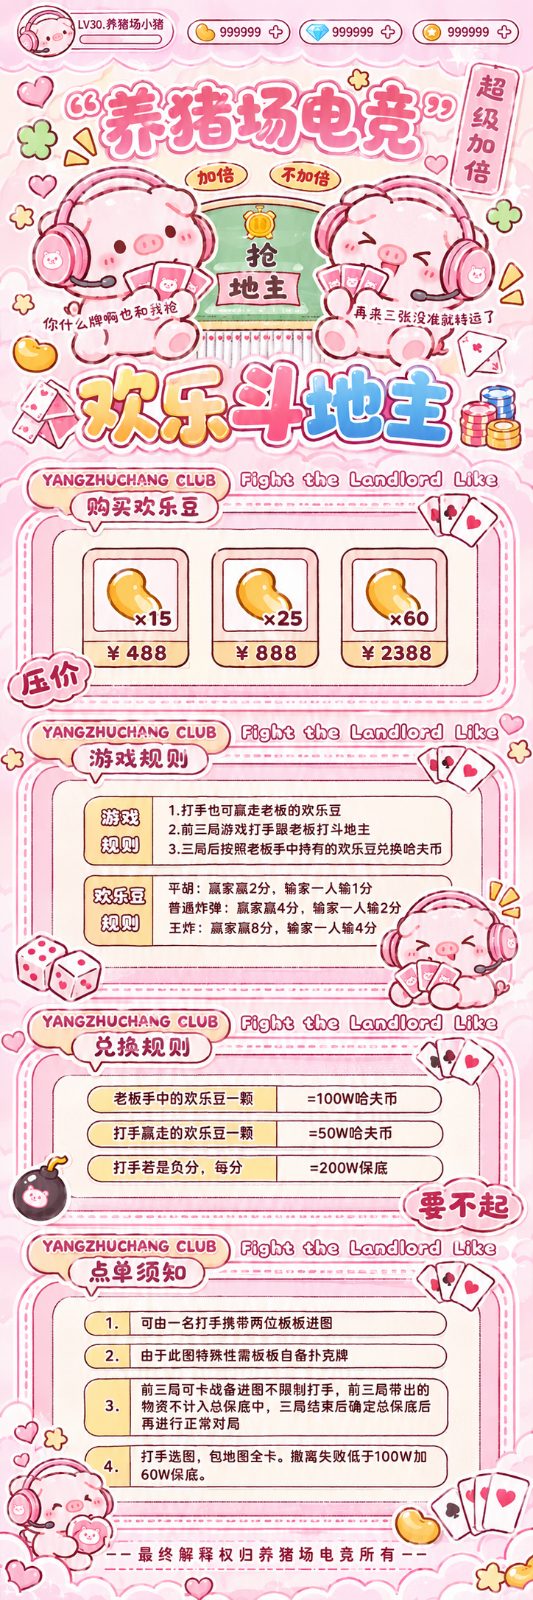 LV30.养猪场小猪
999999
999999
999999
“养猪场电竞”
超级加倍
加倍
不加倍
抢
地主
你什么牌啊也和我抢
再来三张没准就转运了
欢乐斗地主
YANGZHUCHANG CLUB
Fight the Landlord Like
购买欢乐豆
×15
×25
×60
¥ 488
¥ 888
¥ 2388
压价
YANGZHUCHANG CLUB
Fight the Landlord Like
游戏规则
游戏
规则
1.打手也可赢走老板的欢乐豆
2.前三局游戏打手跟老板打斗地主
3.三局后按照老板手中持有的欢乐豆兑换哈夫币
欢乐豆
规则
平胡：赢家赢2分，输家一人输1分
普通炸弹：赢家赢4分，输家一人输2分
王炸：赢家赢8分，输家一人输4分
YANGZHUCHANG CLUB
Fight the Landlord Like
兑换规则
老板手中的欢乐豆一颗
=100W哈夫币
打手赢走的欢乐豆一颗
=50W哈夫币
打手若是负分，每分
=200W保底
要不起
YANGZHUCHANG CLUB
Fight the Landlord Like
点单须知
1.
可由一名打手携带两位板板进图
2.
由于此图特殊性需板板自备扑克牌
3.
前三局可卡战备进图不限制打手，前三局带出的
物资不计入总保底中，三局结束后确定总保底后
再进行正常对局
4.
打手选图，包地图全卡。撤离失败低于100W加
60W保底。
最终解释权归养猪场电竞所有